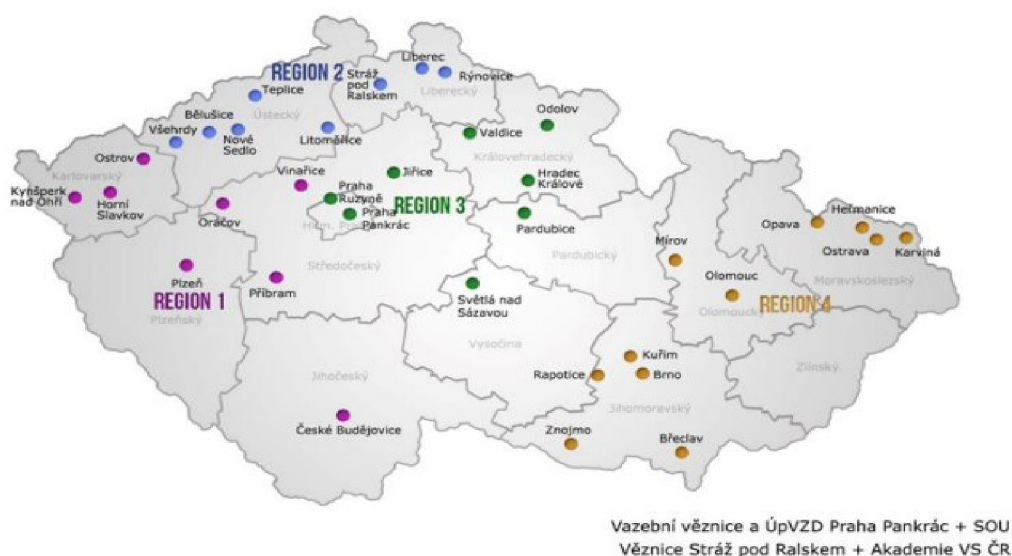 Liberec
REGION 2
Stráž
pod
Ralskem
Rýnovice
Liberecký
Teplice
Ústecký
Bělušice
Všehrdy
Nové
Sedlo
Litoměřice
Odolov
Valdice
Královehradecký
Ostrov
Karlovarský
Kynšperk
nad Ohří
Horní
Slavkov
Vinařice
Jiřice
Hradec
Králové
Oráčov
Praha
Ruzyně
Praha
Pankrác
REGION 3
Pardubice
Pardubický
Středočeský
Plzeň
REGION 1
Plzeňský
Příbram
Světlá nad
Sázavou
Vysočina
Mírov
Opava
Heřmanice
Ostrava
Karviná
Moravskoslezský
Olomouc
REGION 4
Olomoucký
Zlínský
Jihočeský
České Budějovice
Kuřim
Rapotice
Brno
Jihomoravský
Znojmo
Břeclav
Vazební věznice a ÚpVZD Praha Pankrác + SOU
Věznice Stráž pod Ralskem + Akademie VS ČR